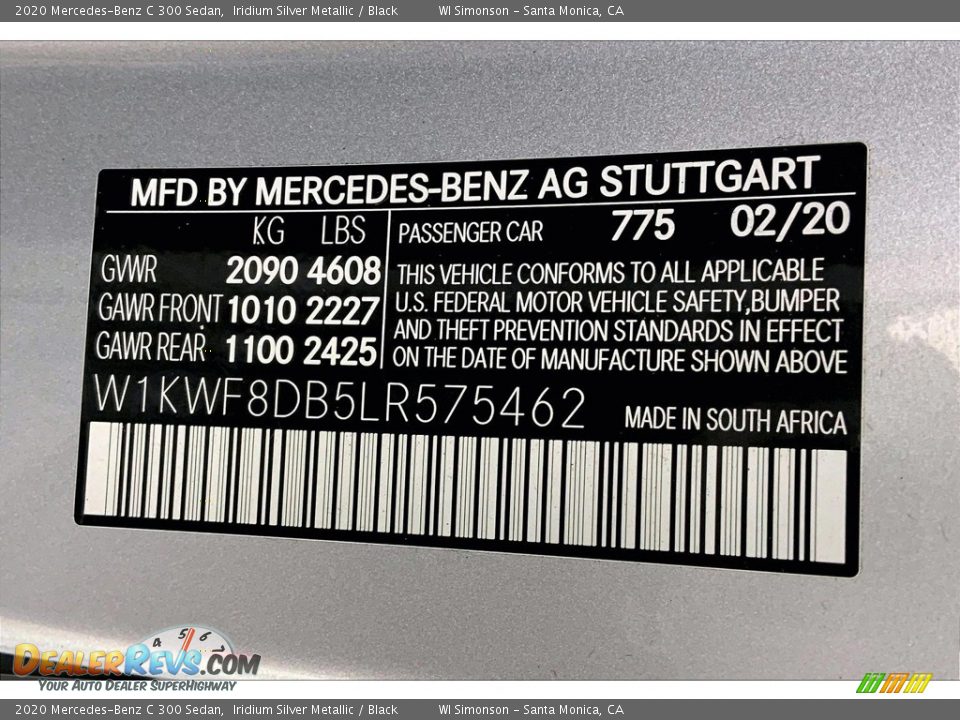 2020 Mercedes-Benz C 300 Sedan,  Iridium Silver Metallic / Black          WI Simonson - Santa Monica, CA
MFD BY MERCEDES-BENZ AG STUTTGART
KG LBS
GVWR 2090 4608
GAWR FRONT 1010 2227
GAWR REAR 1100 2425
PASSENGER CAR 775 02/20
THIS VEHICLE CONFORMS TO ALL APPLICABLE
U.S. FEDERAL MOTOR VEHICLE SAFETY,BUMPER
AND THEFT PREVENTION STANDARDS IN EFFECT
ON THE DATE OF MANUFACTURE SHOWN ABOVE
W1KWF8DB5LR575462
MADE IN SOUTH AFRICA
4 5 6 7
DEALERREVS.COM
YOUR AUTO DEALER SUPERHIGHWAY
2020 Mercedes-Benz C 300 Sedan,  Iridium Silver Metallic / Black          WI Simonson - Santa Monica, CA